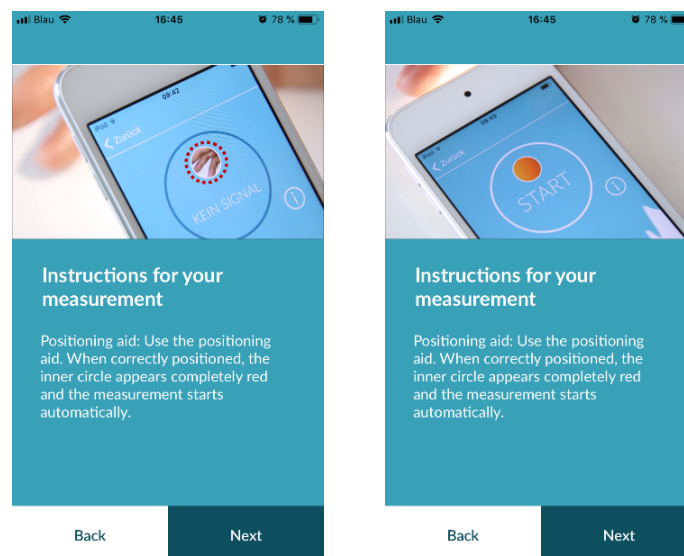 Blau 16:45 78 %
iPod 09:42
Zurück
KEIN SIGNAL
i
Instructions for your
measurement
Positioning aid: Use the positioning
aid. When correctly positioned, the
inner circle appears completely red
and the measurement starts
automatically.
Back Next
Blau 16:45 78 %
iPod 09:43
Zurück
START
i
Instructions for your
measurement
Positioning aid: Use the positioning
aid. When correctly positioned, the
inner circle appears completely red
and the measurement starts
automatically.
Back Next